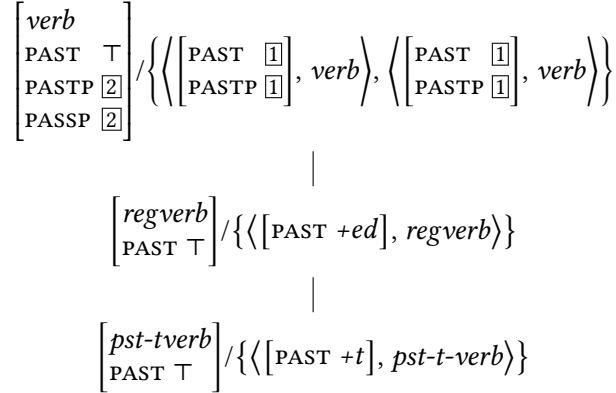 verb
PAST ⊤
PASTP 2
PASSP 2
/{⟨[PAST 1
PASTP 1], verb⟩, ⟨[PAST 1
PASTP 1], verb⟩}
regverb
PAST ⊤
/{⟨[PAST +ed], regverb⟩}
pst-tverb
PAST ⊤
/{⟨[PAST +t], pst-t-verb⟩}